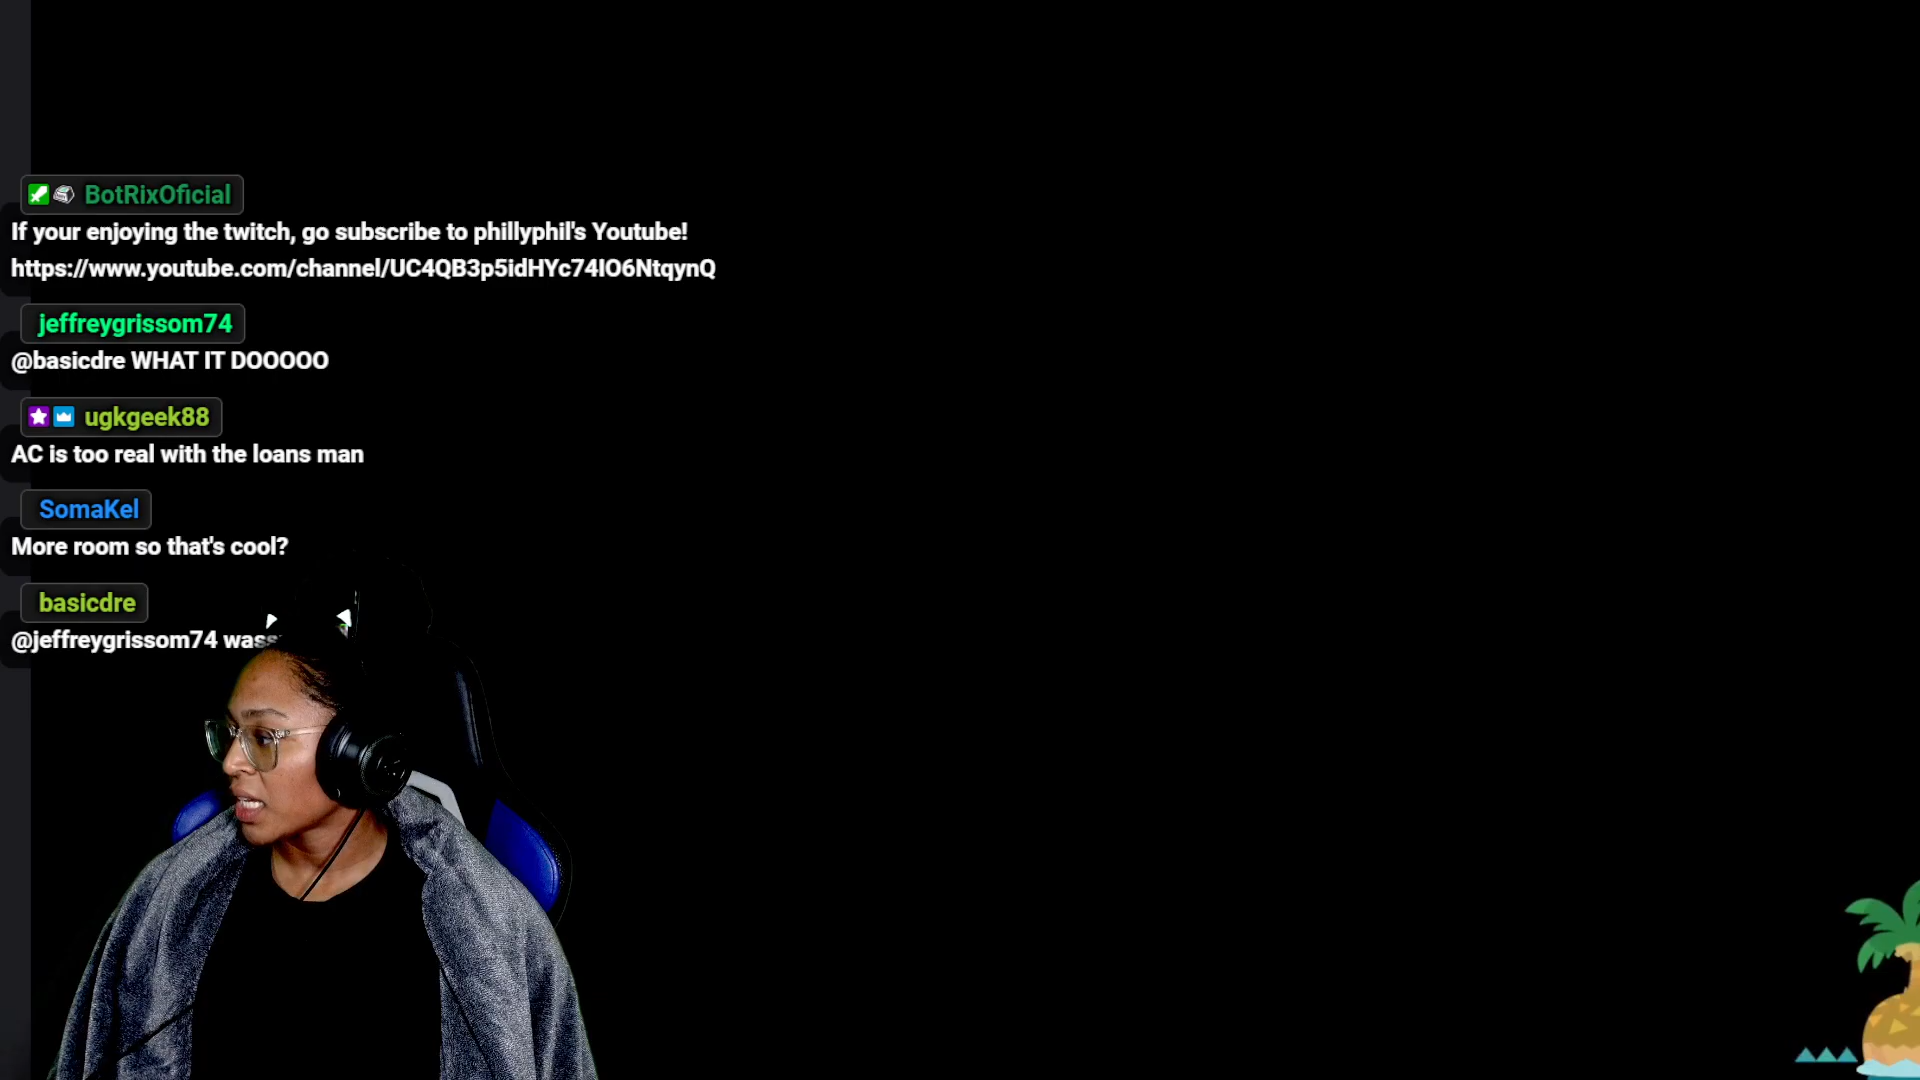 BotRixOficial
If your enjoying the twitch, go subscribe to phillyphil's Youtube!
https://www.youtube.com/channel/UC4QB3p5idHYc74IO6NtqynQ
jeffreygrissom74
@basicdre WHAT IT DOOOOO
ugkgeek88
AC is too real with the loans man
SomaKel
More room so that's cool?
basicdre
@jeffreygrissom74